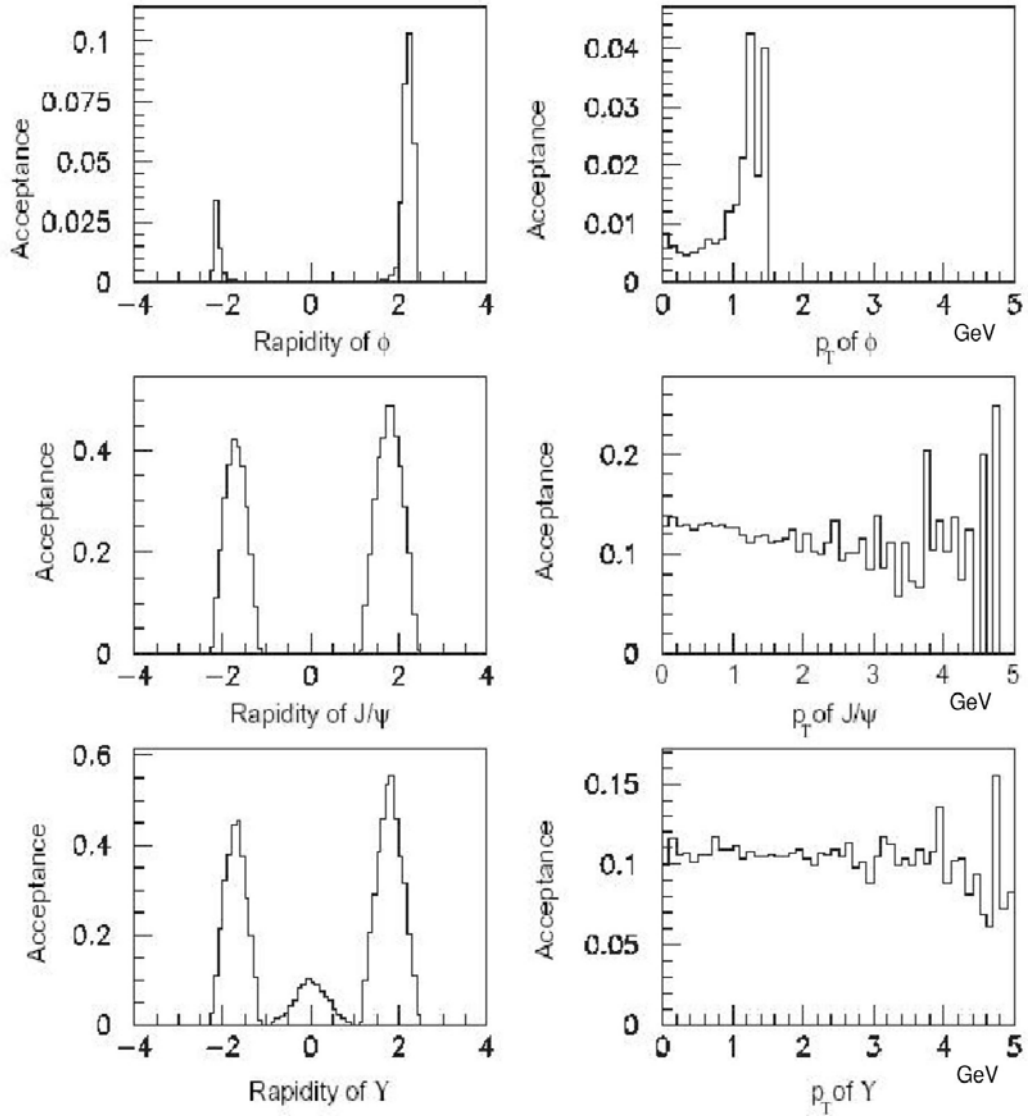 0.1
0.075
0.05
0.025
0
Acceptance
−4 −2 0 2 4
Rapidity of ϕ
0.04
0.03
0.02
0.01
0
Acceptance
0 1 2 3 4 5
p_T of ϕ
GeV
0.4
0.2
0
Acceptance
−4 −2 0 2 4
Rapidity of J/ψ
0.2
0.1
0
Acceptance
0 1 2 3 4 5
p_T of J/ψ
GeV
0.6
0.4
0.2
0
Acceptance
−4 −2 0 2 4
Rapidity of ϒ
0.15
0.1
0.05
0
Acceptance
0 1 2 3 4 5
p_T of ϒ
GeV